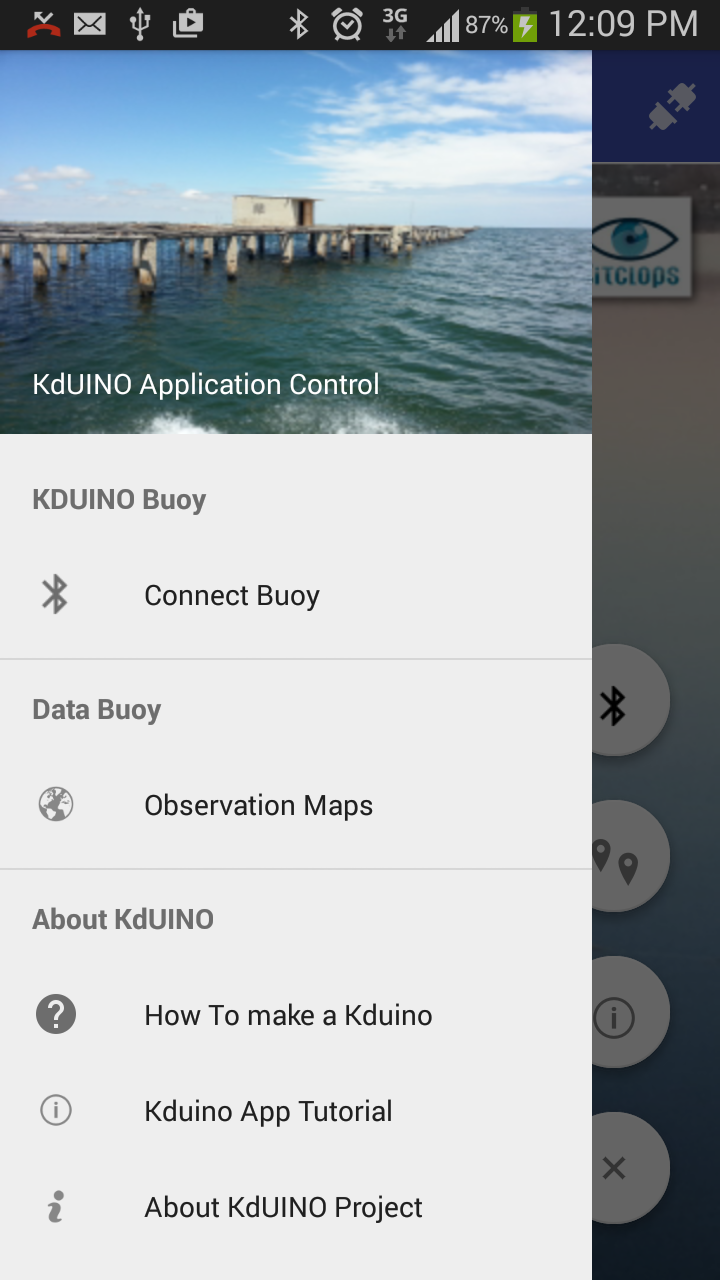 3G 87% 12:09 PM
itclops
KdUINO Application Control
KDUINO Buoy
Connect Buoy
Data Buoy
Observation Maps
About KdUINO
How To make a Kduino
Kduino App Tutorial
About KdUINO Project